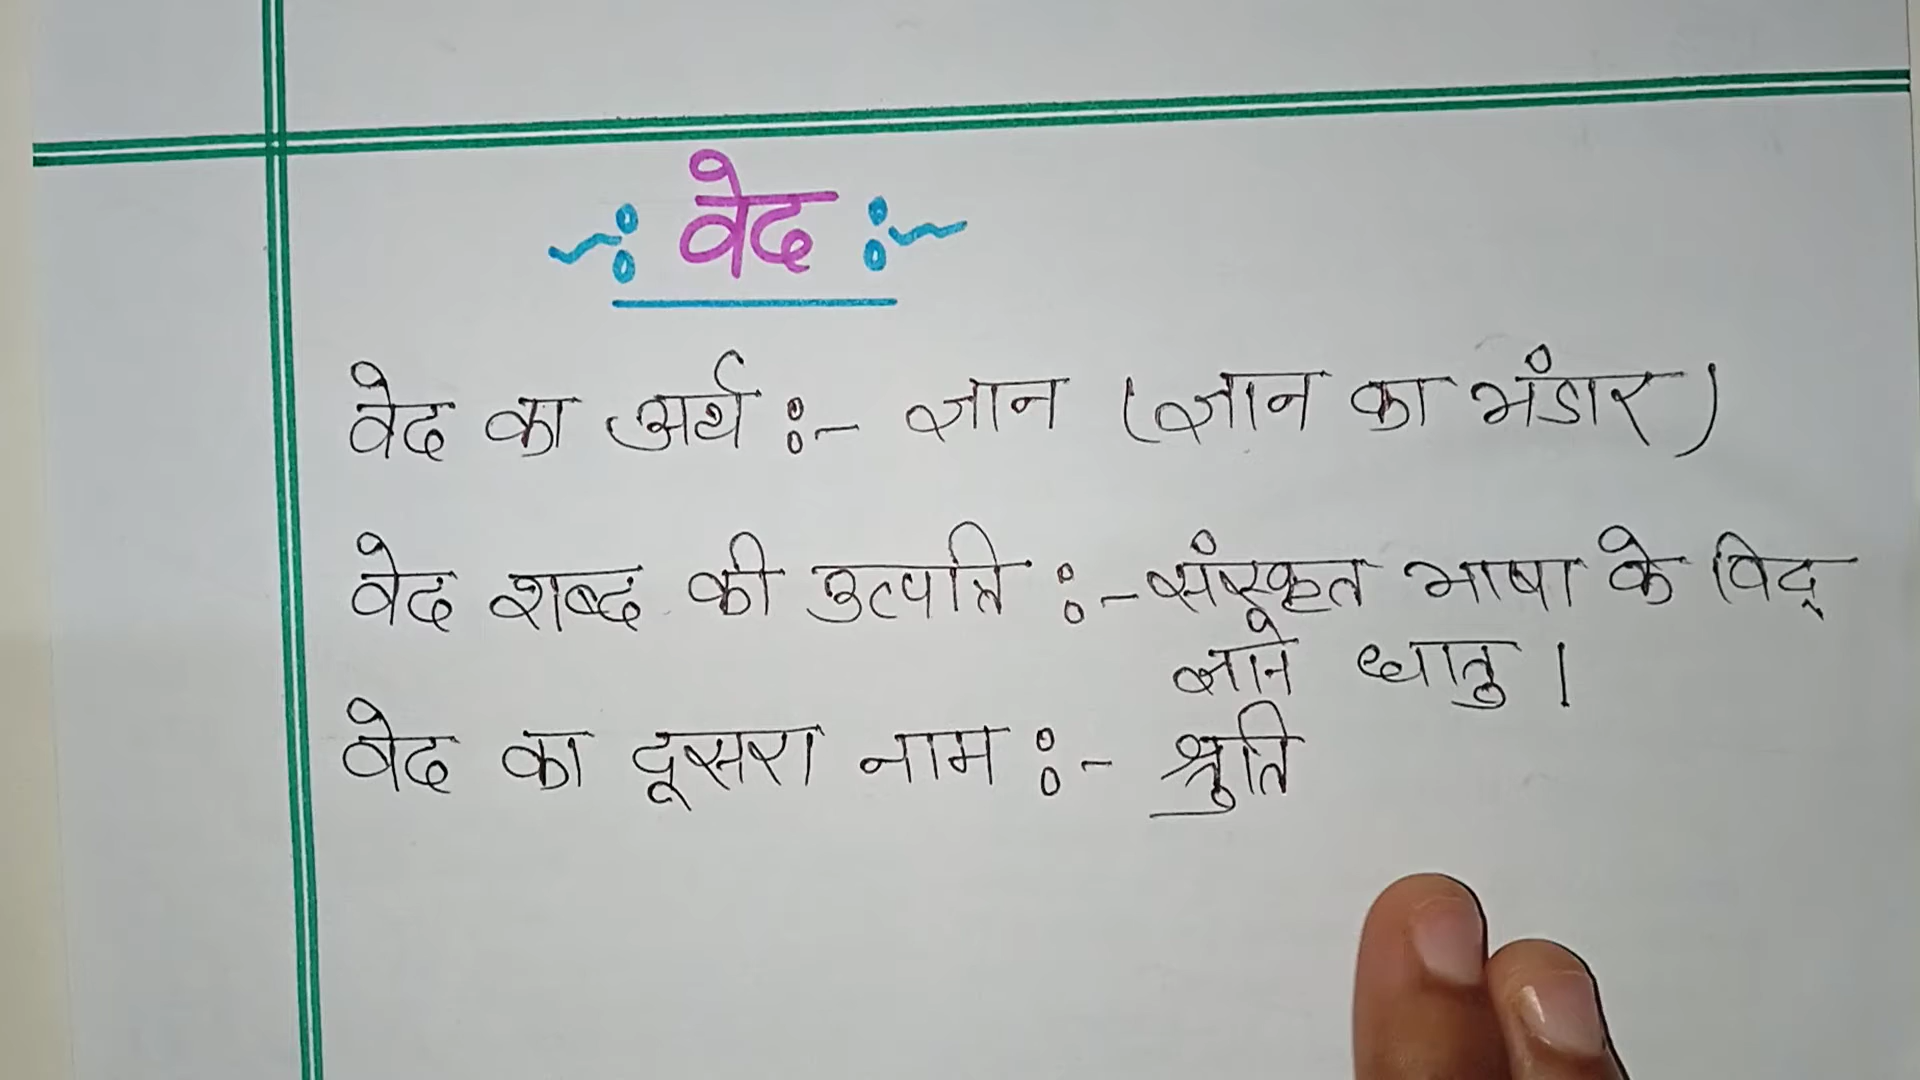 ~: वेद :~
वेद का अर्थ :- ज्ञान (ज्ञान का भंडार)
वेद शब्द की उत्पत्ति :- संस्कृत भाषा के विद्
ज्ञाने धातु ।
वेद का दूसरा नाम :- श्रुति